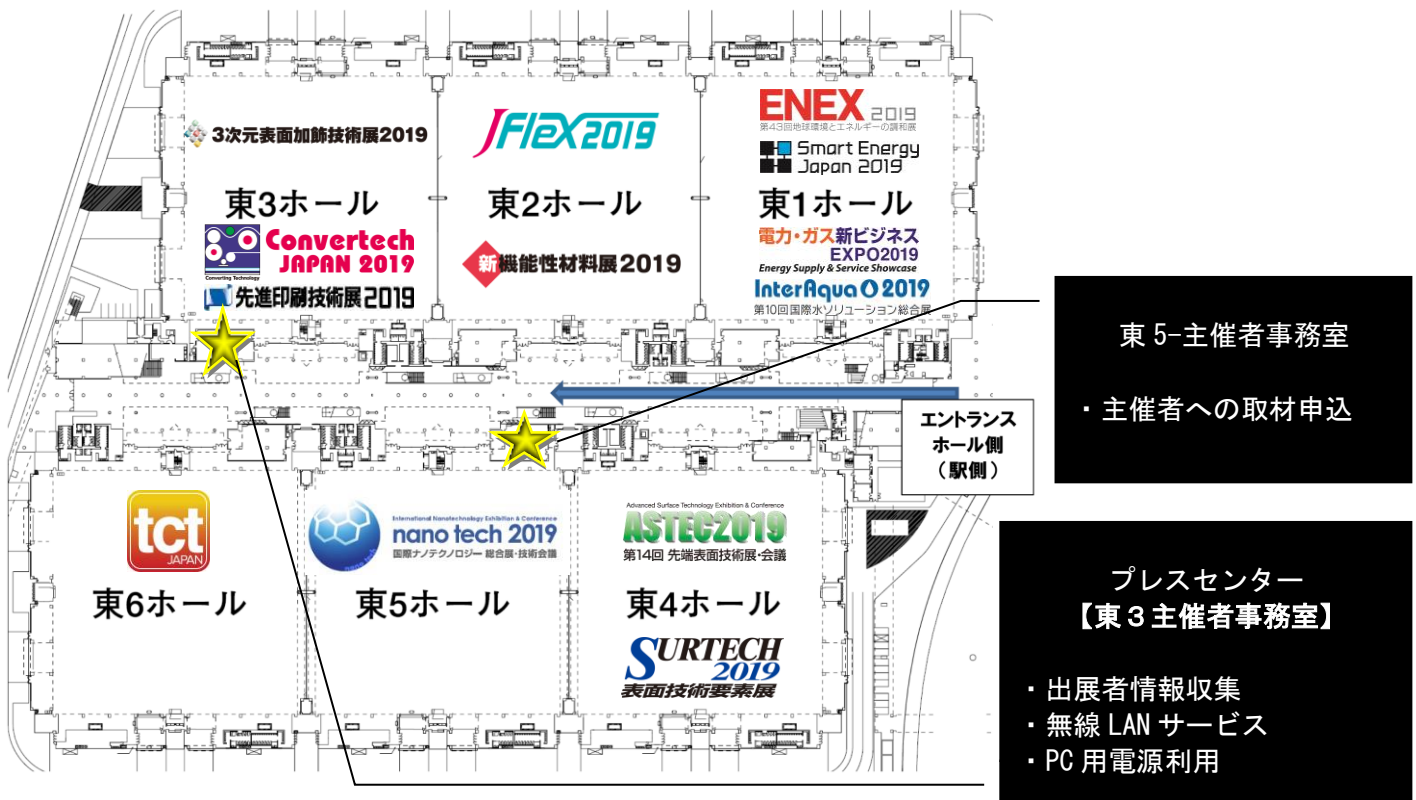 3次元表面加飾技術展2019
東3ホール
Convertech
JAPAN 2019
Converting Technology
先進印刷技術展2019
JFlex2019
東2ホール
新機能性材料展2019
ENEX 2019
第43回地球環境とエネルギーの調和展
Smart Energy
Japan 2019
東1ホール
電力・ガス新ビジネス
EXPO2019
Energy Supply & Service Showcase
InterAqua 2019
第10回国際水ソリューション総合展
エントランス
ホール側
（駅側）
tct
JAPAN
東6ホール
nano tech
International Nanotechnology Exhibition & Conference
nano tech 2019
国際ナノテクノロジー総合展・技術会議
東5ホール
Advanced Surface Technology Exhibition & Conference
ASTEC2019
第14回 先端表面技術展・会議
東4ホール
SURTECH
2019
表面技術要素展
東5-主催者事務室
・主催者への取材申込
プレスセンター
【東３主催者事務室】
・出展者情報収集
・無線LANサービス
・PC用電源利用